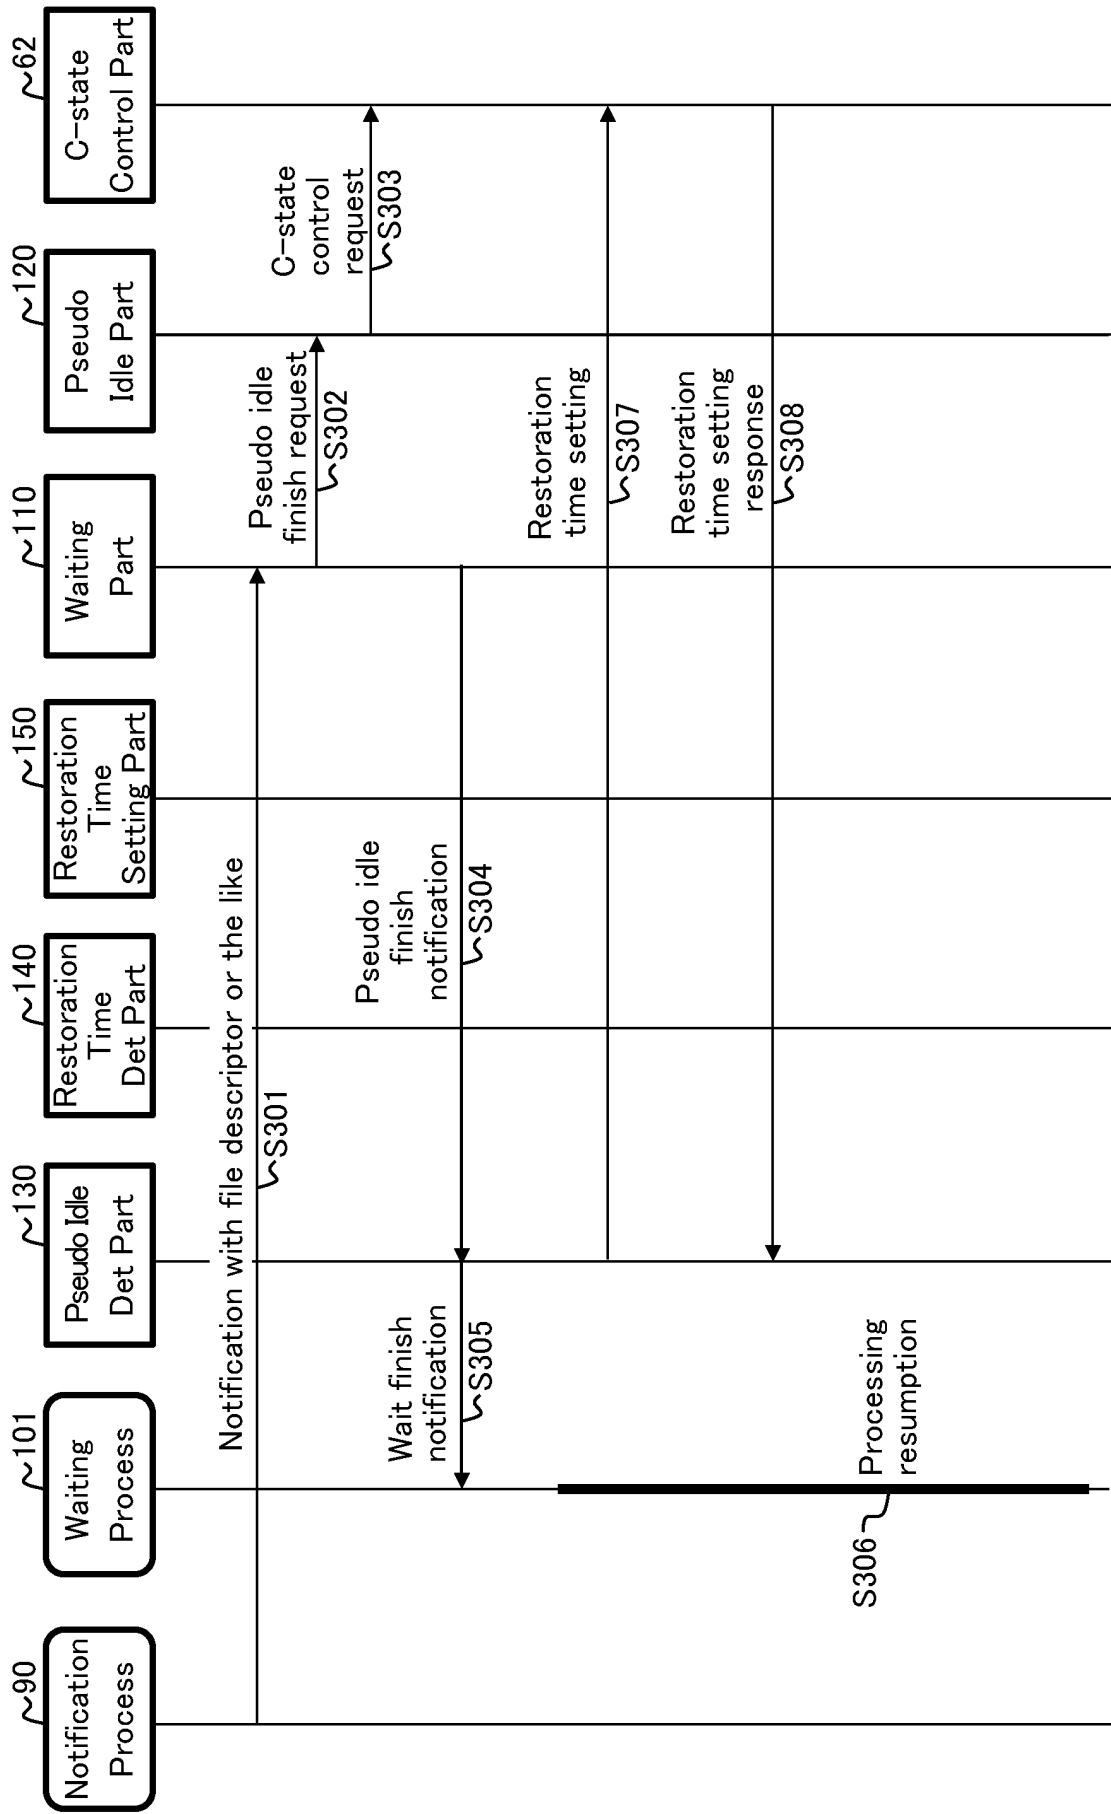 90
Notification
Process
101
Waiting
Process
130
Pseudo Idle
Det Part
140
Restoration
Time
Det Part
150
Restoration
Time
Setting Part
110
Waiting
Part
120
Pseudo
Idle Part
62
C-state
Control Part
Notification with file descriptor or the like
S301
Pseudo idle
finish request
S302
C-state
control
request
S303
Pseudo idle
finish
notification
S304
Wait finish
notification
S305
Restoration
time setting
S307
Restoration
time setting
response
S308
Processing
resumption
S306